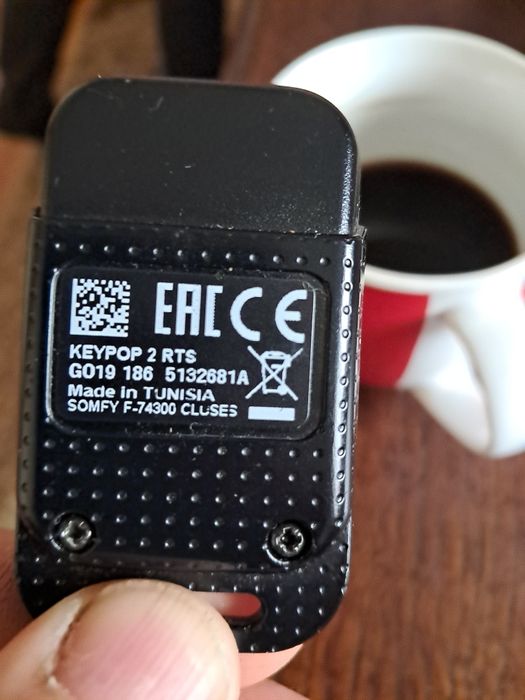 EAC CE
KEYPOP 2 RTS
G019 186 5132681A
Made in TUNISIA
SOMFY F-74300 CLUSES